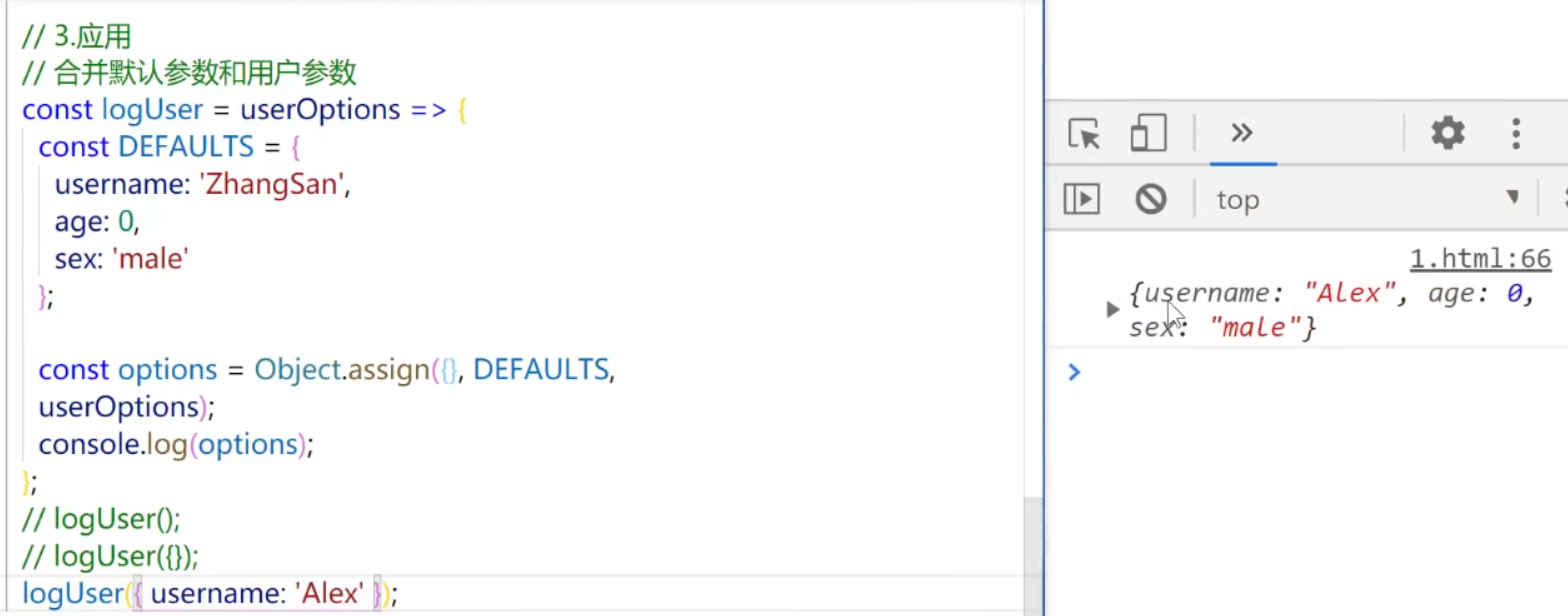 // 3.应用
// 合并默认参数和用户参数
const logUser = userOptions => {
const DEFAULTS = {
username: 'ZhangSan',
age: 0,
sex: 'male'
};
const options = Object.assign({}, DEFAULTS,
userOptions);
console.log(options);
};
// logUser();
// logUser({});
logUser({ username: 'Alex' });
top
1.html:66
{username: "Alex", age: 0,
sex: "male"}